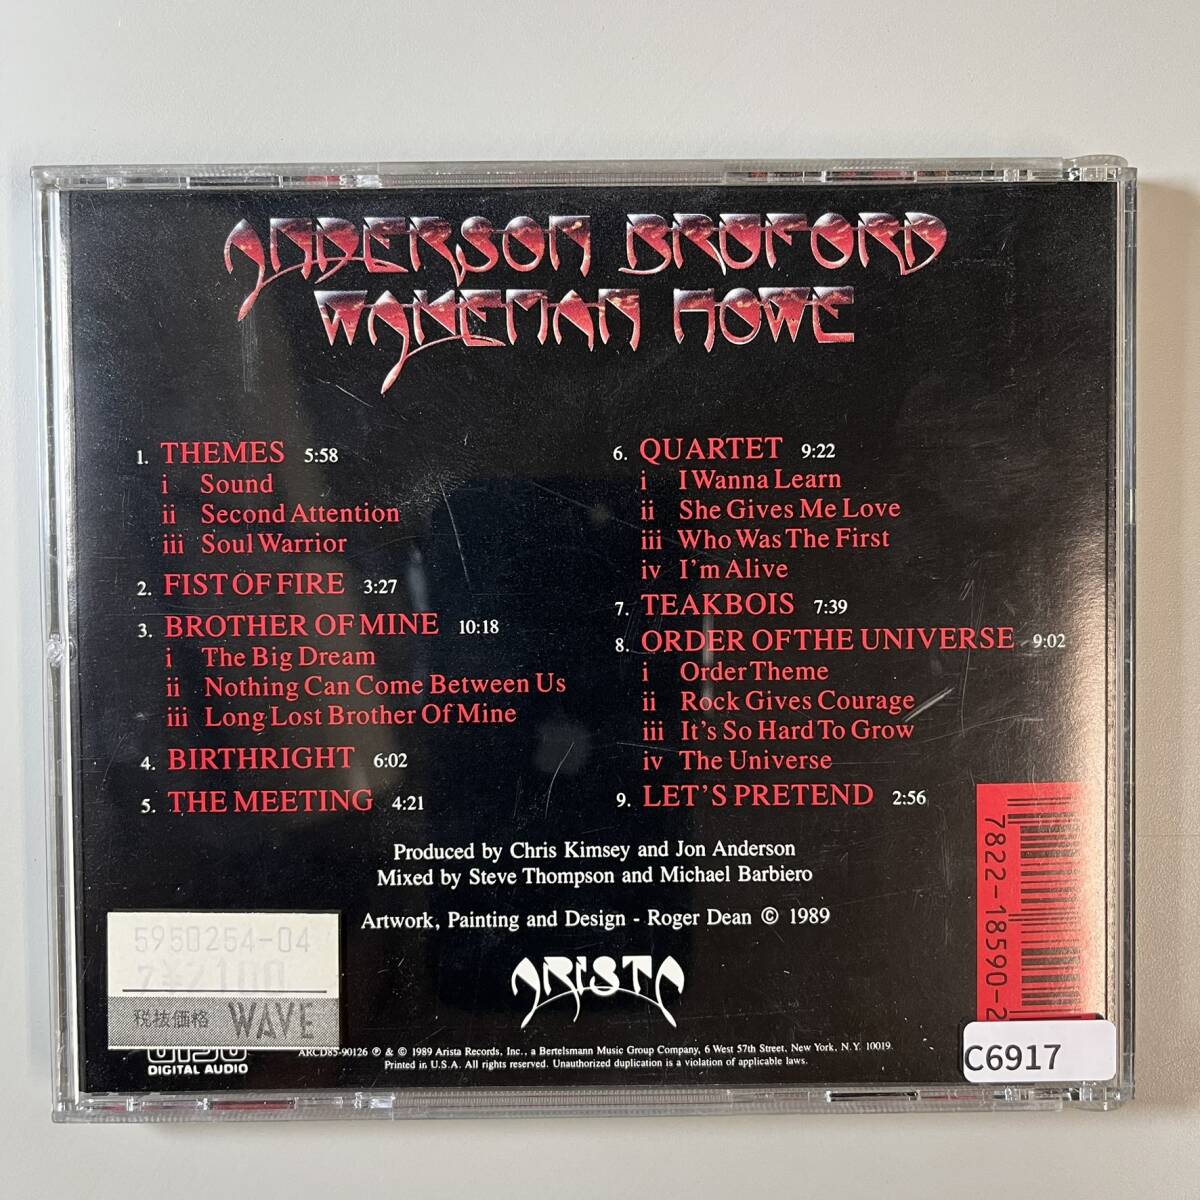 ANDERSON BRUFORD
WAKEMAN HOWE
1. THEMES 5:58
i Sound
ii Second Attention
iii Soul Warrior
2. FIST OF FIRE 3:27
3. BROTHER OF MINE 10:18
i The Big Dream
ii Nothing Can Come Between Us
iii Long Lost Brother Of Mine
4. BIRTHRIGHT 6:02
5. THE MEETING 4:21
6. QUARTET 9:22
i I Wanna Learn
ii She Gives Me Love
iii Who Was The First
iv I'm Alive
7. TEAKBOIS 7:39
8. ORDER OF THE UNIVERSE 9:02
i Order Theme
ii Rock Gives Courage
iii It's So Hard To Grow
iv The Universe
9. LET'S PRETEND 2:56
Produced by Chris Kimsey and Jon Anderson
Mixed by Steve Thompson and Michael Barbiero
Artwork, Painting and Design - Roger Dean © 1989
ARISTA
5950254-04
7 ¥2100
税抜価格 WAVE
DIGITAL AUDIO
ARCD85-90126 ℗ & © 1989 Arista Records, Inc., a Bertelsmann Music Group Company, 6 West 57th Street, New York, N.Y. 10019.
Printed in U.S.A. All rights reserved. Unauthorized duplication is a violation of applicable laws.
7822-18590-2
C6917